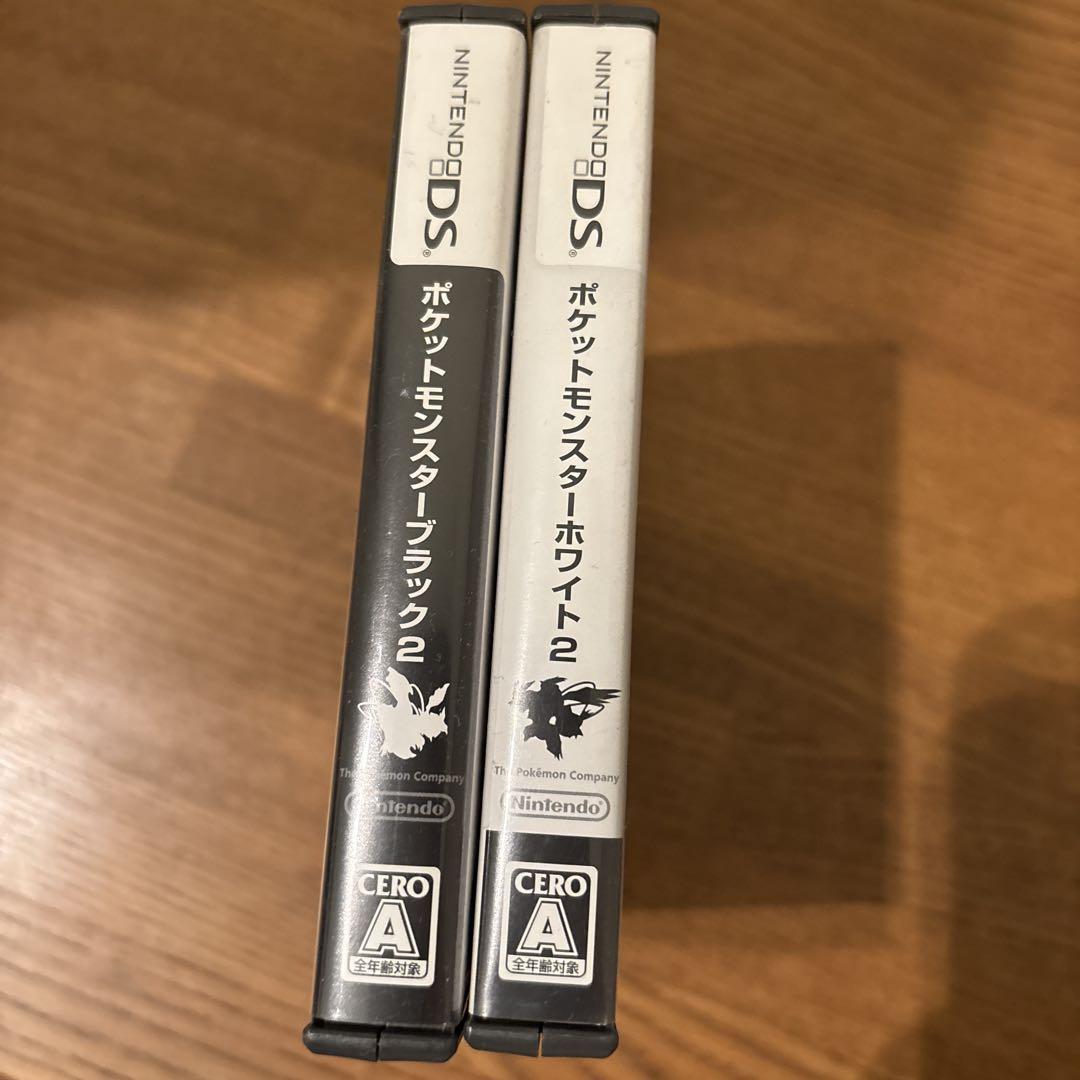 NINTENDO DS®
ポケットモンスターブラック2
The Pokémon Company
Nintendo
CERO
A
全年齢対象
NINTENDO DS®
ポケットモンスターホワイト2
The Pokémon Company
Nintendo®
CERO
A
全年齢対象